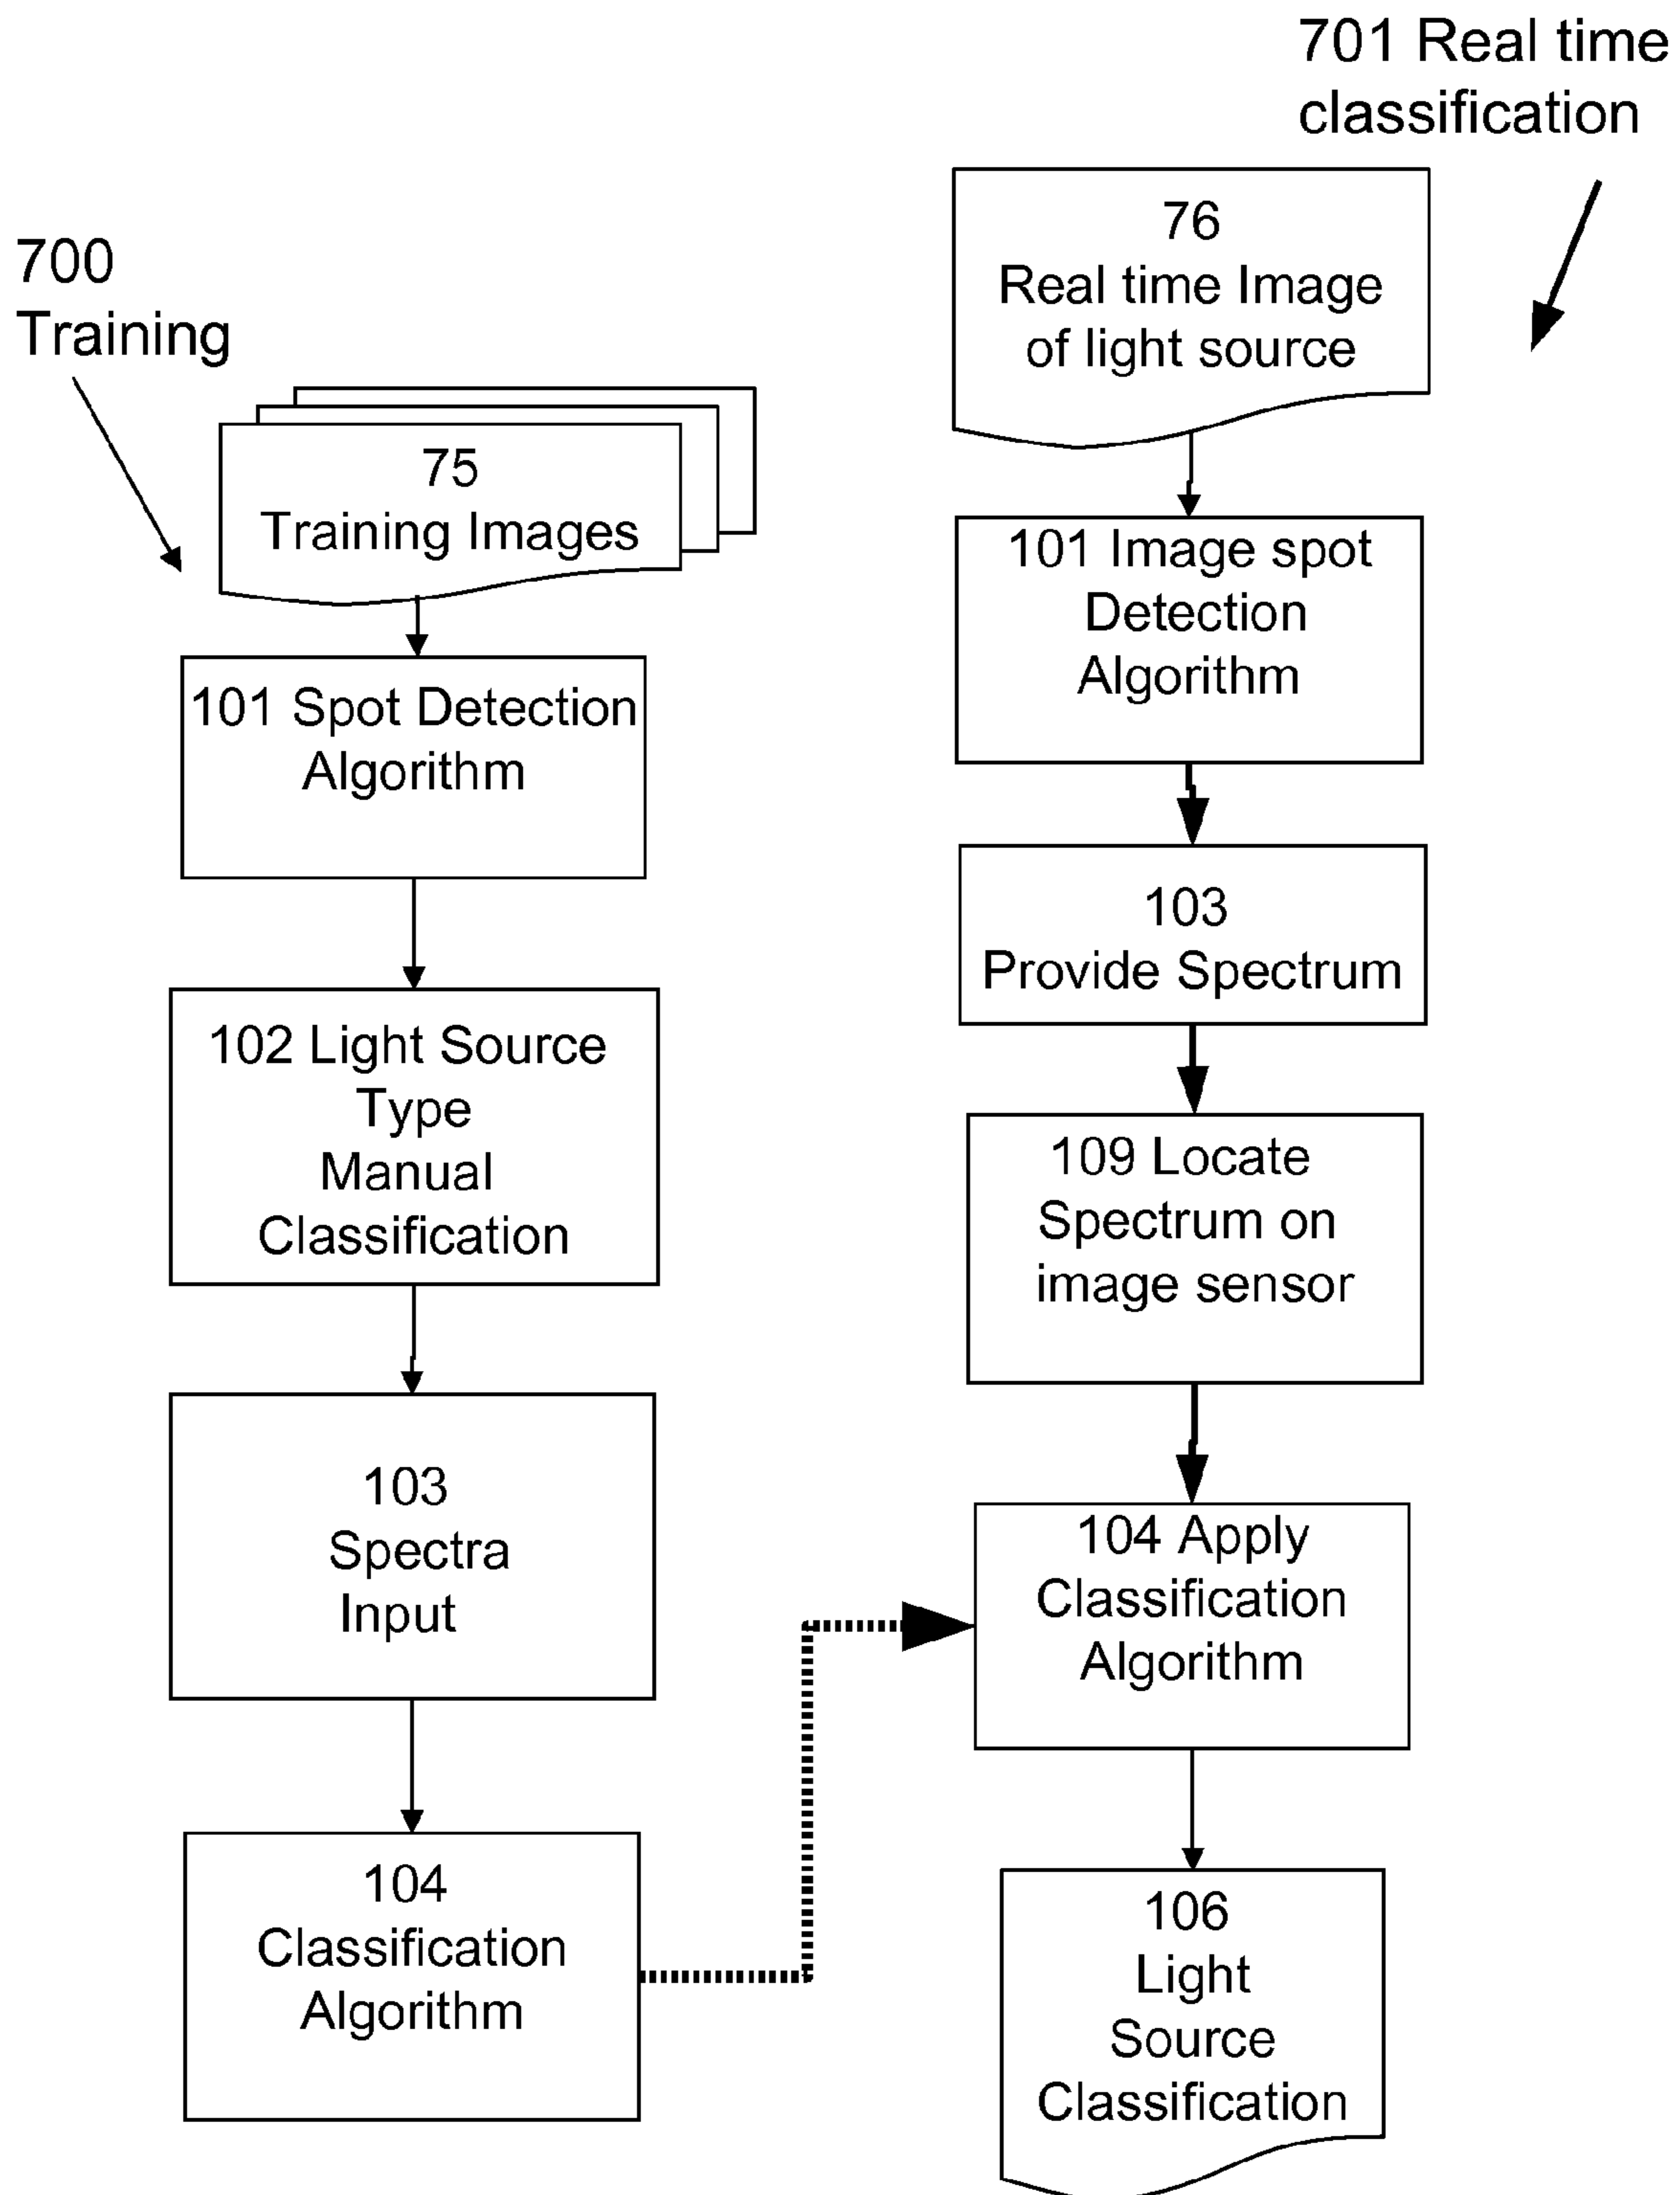 700
Training
75
Training Images
101 Spot Detection
Algorithm
102 Light Source
Type
Manual
Classification
103
Spectra
Input
104
Classification
Algorithm
701 Real time
classification
76
Real time Image
of light source
101 Image spot
Detection
Algorithm
103
Provide Spectrum
109 Locate
Spectrum on
image sensor
104 Apply
Classification
Algorithm
106
Light
Source
Classification